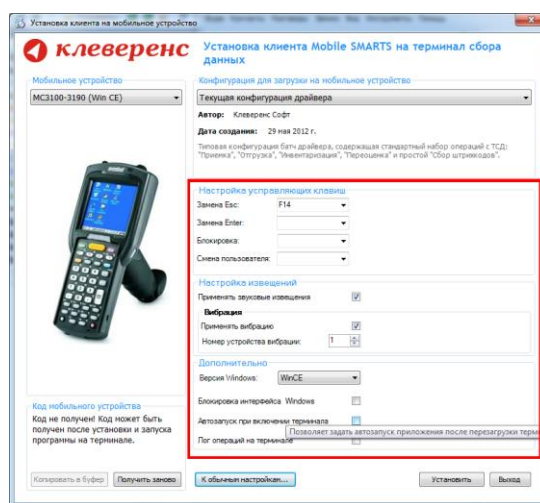 Установка клиента на мобильное устройство
клеверенс
Установка клиента Mobile SMARTS на терминал сбора
данных
Мобильное устройство
MC3100-3190 (Win CE)
Конфигурация для загрузки на мобильное устройство
Текущая конфигурация драйвера
Автор: Клеверенс Софт
Дата создания: 29 мая 2012 г.
Типовая конфигурация батч драйвера, содержащая стандартный набор операций с ТСД:
"Приемка", "Отгрузка", "Инвентаризация", "Переоценка" и простой "Сбор штрихкодов".
Настройка усправляющих клавиш
Замена Esc: F14
Замена Enter:
Блокировка:
Смена пользователя:
Настройка извещений
Применять звуковые извещения
Вибрация
Применять вибрацию
Номер устройства вибрации: 1
Дополнительно
Версия Windows: WinCE
Блокировка интерфейса Windows
Автозапуск при включении терминала
Позволяет задать автозапуск приложения после перезагрузки терм
Лог операций на терминале
Код мобильного устройства
Код не получен! Код может быть
получен после установки и запуска
программы на терминале.
Копировать в буфер
Получить заново
К обычным настройкам...
Установить
Выход